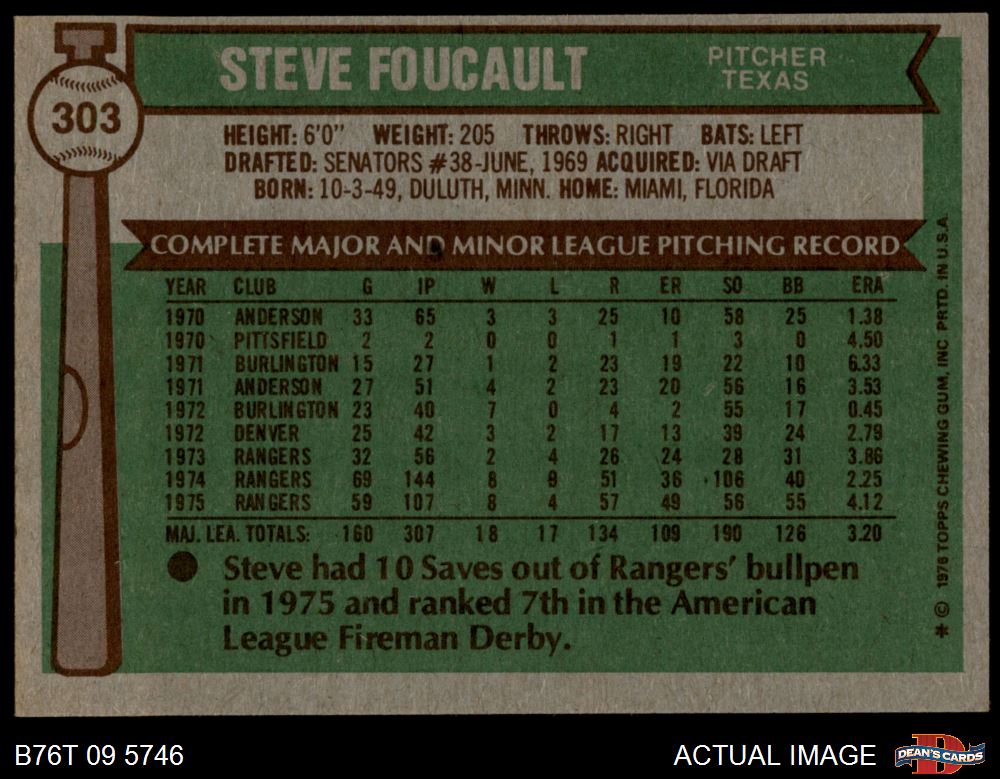 303
STEVE FOUCAULT
PITCHER
TEXAS
HEIGHT: 6'0" WEIGHT: 205 THROWS: RIGHT BATS: LEFT
DRAFTED: SENATORS #38-JUNE, 1969 ACQUIRED: VIA DRAFT
BORN: 10-3-49, DULUTH, MINN. HOME: MIAMI, FLORIDA
COMPLETE MAJOR AND MINOR LEAGUE PITCHING RECORD
YEAR CLUB G IP W L R ER SO BB ERA
1970 ANDERSON 33 65 3 3 25 10 58 25 1.38
1970 PITTSFIELD 2 2 0 0 1 1 3 0 4.50
1971 BURLINGTON 15 27 1 2 23 19 22 10 6.33
1971 ANDERSON 27 51 4 2 23 20 56 16 3.53
1972 BURLINGTON 23 40 7 0 4 2 55 17 0.45
1972 DENVER 25 42 3 2 17 13 39 24 2.79
1973 RANGERS 32 56 2 4 26 24 28 31 3.86
1974 RANGERS 69 144 8 9 51 36 106 40 2.25
1975 RANGERS 59 107 8 4 57 49 56 55 4.12
MAJ. LEA. TOTALS: 160 307 18 17 134 109 190 126 3.20
Steve had 10 Saves out of Rangers' bullpen
in 1975 and ranked 7th in the American
League Fireman Derby.
* © 1976 TOPPS CHEWING GUM, INC PRTD. IN U.S.A.
B76T 09 5746
ACTUAL IMAGE
DEAN'S CARDS